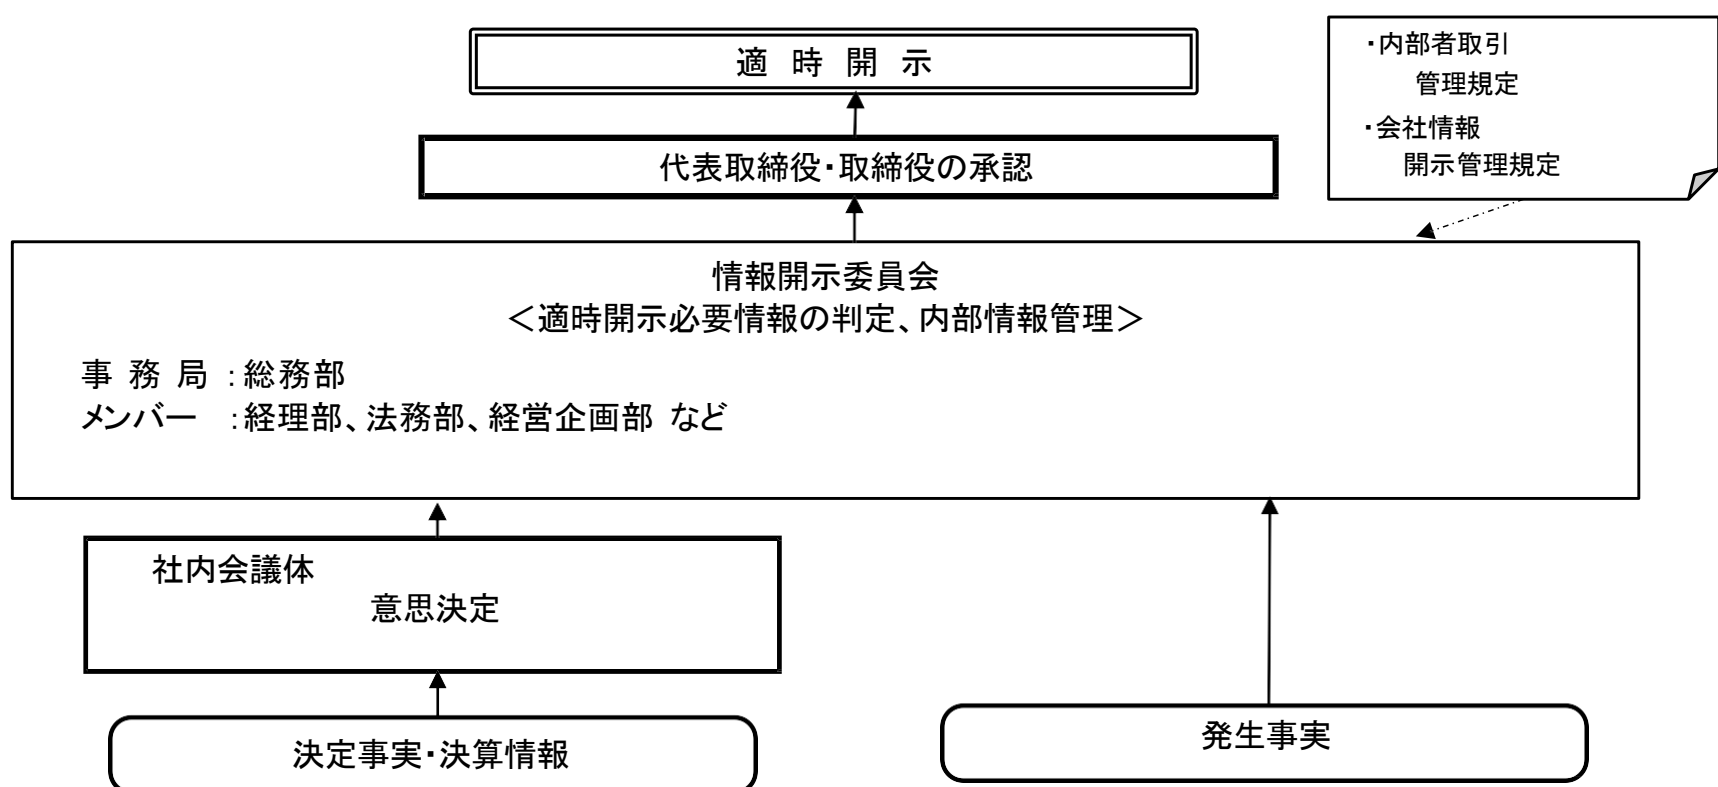 適 時 開 示
・内部者取引
管理規定
・会社情報
開示管理規定
代表取締役・取締役の承認
情報開示委員会
＜適時開示必要情報の判定、内部情報管理＞
事 務 局 ：総務部
メンバー ：経理部、法務部、経営企画部 など
社内会議体
意思決定
決定事実・決算情報
発生事実